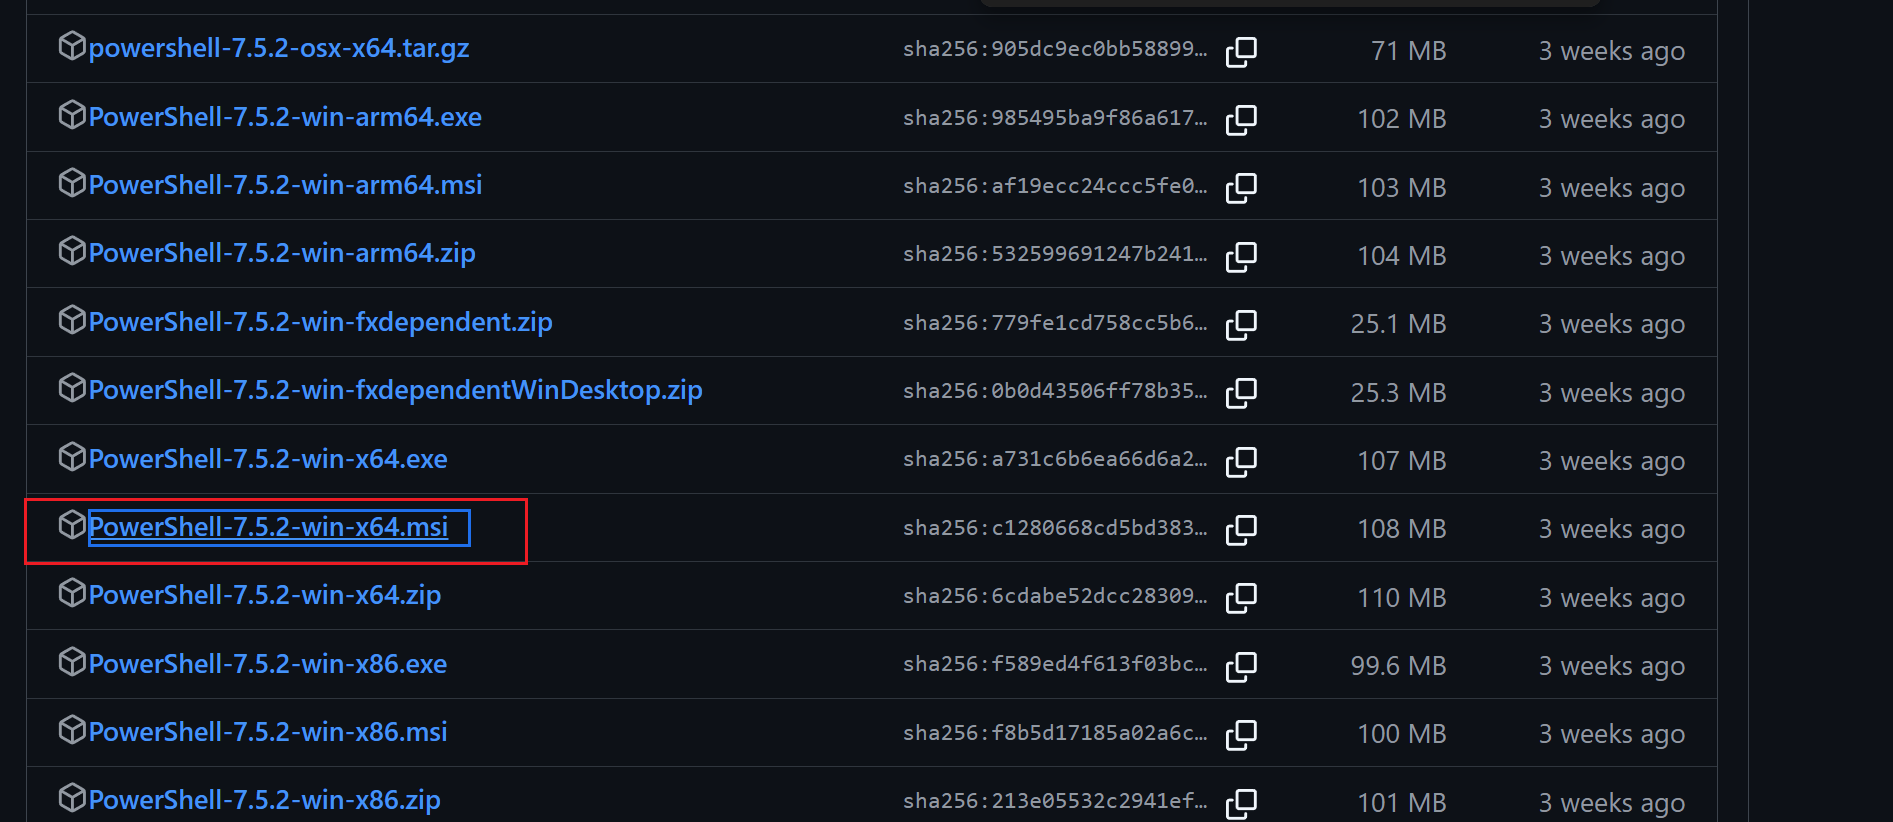 powershell-7.5.2-osx-x64.tar.gz sha256:905dc9ec0bb58899… 71 MB 3 weeks ago
PowerShell-7.5.2-win-arm64.exe sha256:985495ba9f86a617… 102 MB 3 weeks ago
PowerShell-7.5.2-win-arm64.msi sha256:af19ecc24ccc5fe0… 103 MB 3 weeks ago
PowerShell-7.5.2-win-arm64.zip sha256:532599691247b241… 104 MB 3 weeks ago
PowerShell-7.5.2-win-fxdependent.zip sha256:779fe1cd758cc5b6… 25.1 MB 3 weeks ago
PowerShell-7.5.2-win-fxdependentWinDesktop.zip sha256:0b0d43506ff78b35… 25.3 MB 3 weeks ago
PowerShell-7.5.2-win-x64.exe sha256:a731c6b6ea66d6a2… 107 MB 3 weeks ago
PowerShell-7.5.2-win-x64.msi sha256:c1280668cd5bd383… 108 MB 3 weeks ago
PowerShell-7.5.2-win-x64.zip sha256:6cdabe52dcc28309… 110 MB 3 weeks ago
PowerShell-7.5.2-win-x86.exe sha256:f589ed4f613f03bc… 99.6 MB 3 weeks ago
PowerShell-7.5.2-win-x86.msi sha256:f8b5d17185a02a6c… 100 MB 3 weeks ago
PowerShell-7.5.2-win-x86.zip sha256:213e05532c2941ef… 101 MB 3 weeks ago